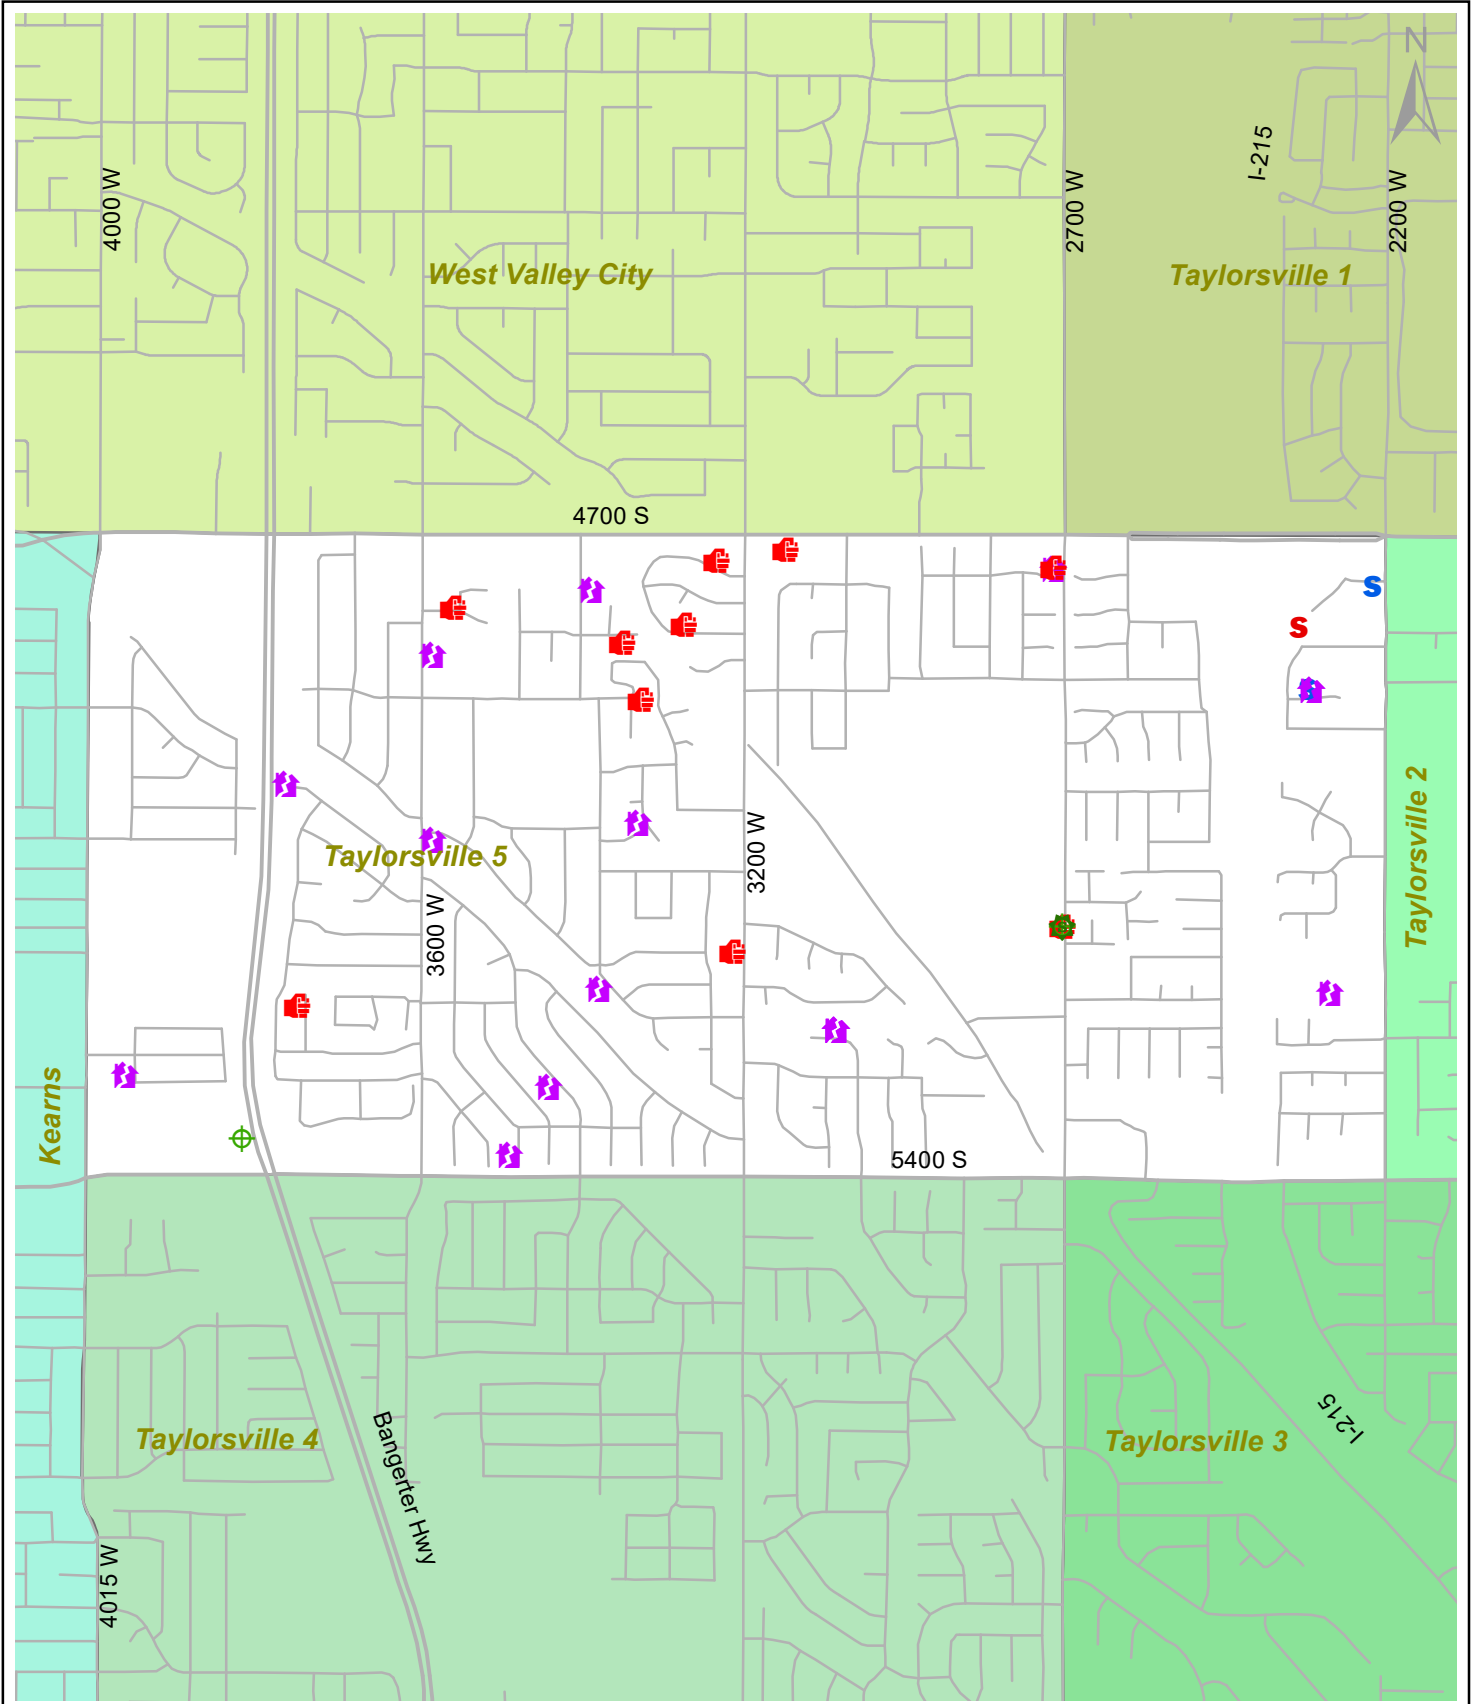 N
I-215
4000 W
2700 W
2200 W
West Valley City
Taylorsville 1
4700 S
S
S
Taylorsville 2
3200 W
Taylorsville 5
3600 W
Kearns
5400 S
Taylorsville 4
Bangerter Hwy
Taylorsville 3
I-215
4015 W